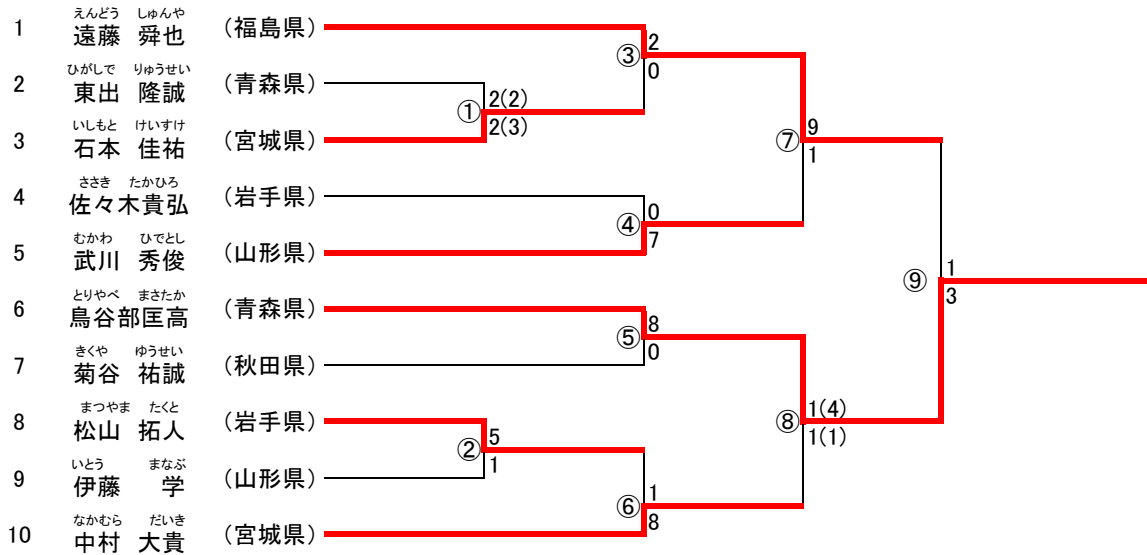 えんどう しゅんや
1 遠藤 舜也 (福島県)
ひがしで りゅうせい
2 東出 隆誠 (青森県)
いしもと けいすけ
3 石本 佳祐 (宮城県)
ささき たかひろ
4 佐々木貴弘 (岩手県)
むかわ ひでとし
5 武川 秀俊 (山形県)
とりやべ まさたか
6 鳥谷部匡高 (青森県)
きくや ゆうせい
7 菊谷 祐誠 (秋田県)
まつやま たくと
8 松山 拓人 (岩手県)
いとう まなぶ
9 伊藤 学 (山形県)
なかむら だいき
10 中村 大貴 (宮城県)
①
2(2)
2(3)
②
5
1
③
2
0
④
0
7
⑤
8
0
⑥
1
8
⑦
9
1
⑧
1(4)
1(1)
⑨
1
3